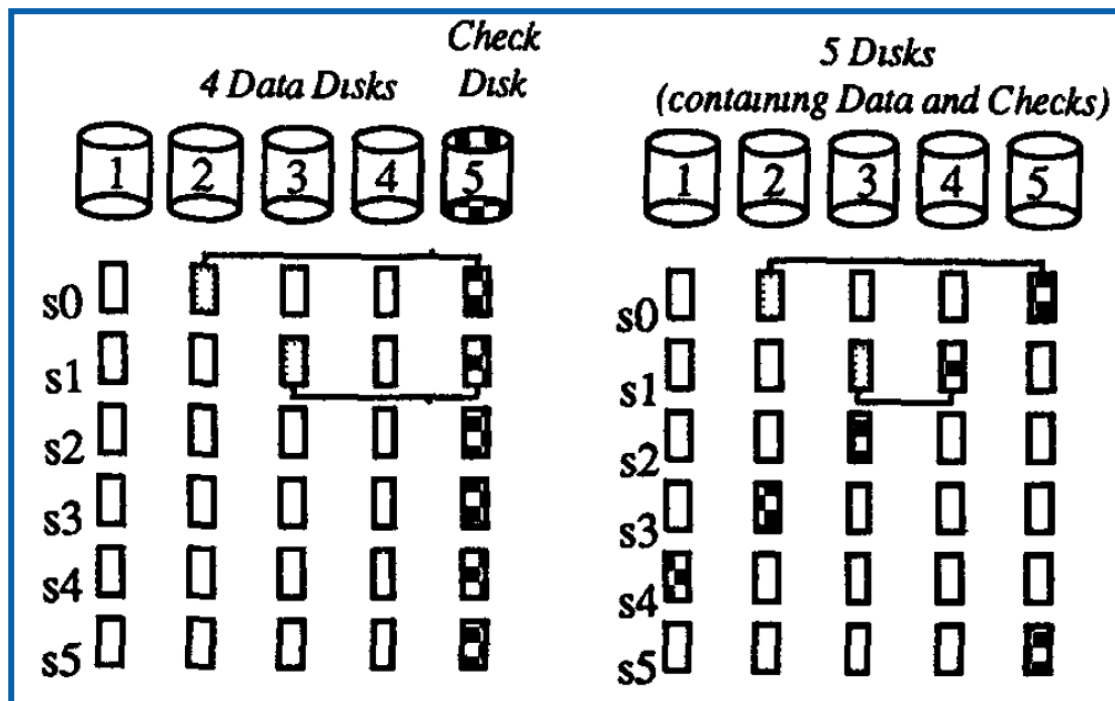 4 Data Disks
Check
Disk
1 2 3 4 5
s0
s1
s2
s3
s4
s5
5 Disks
(containing Data and Checks)
1 2 3 4 5
s0
s1
s2
s3
s4
s5